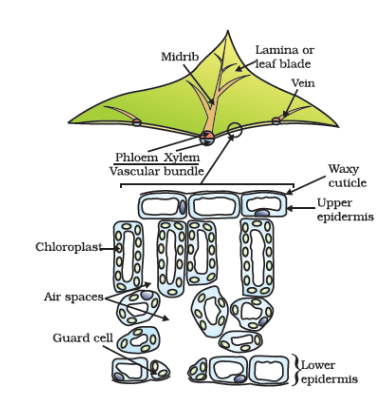 Midrib
Lamina or
leaf blade
Vein
Phloem Xylem
Vascular bundle
Waxy
cuticle
Upper
epidermis
Chloroplast
Air spaces
Guard cell
Lower
epidermis